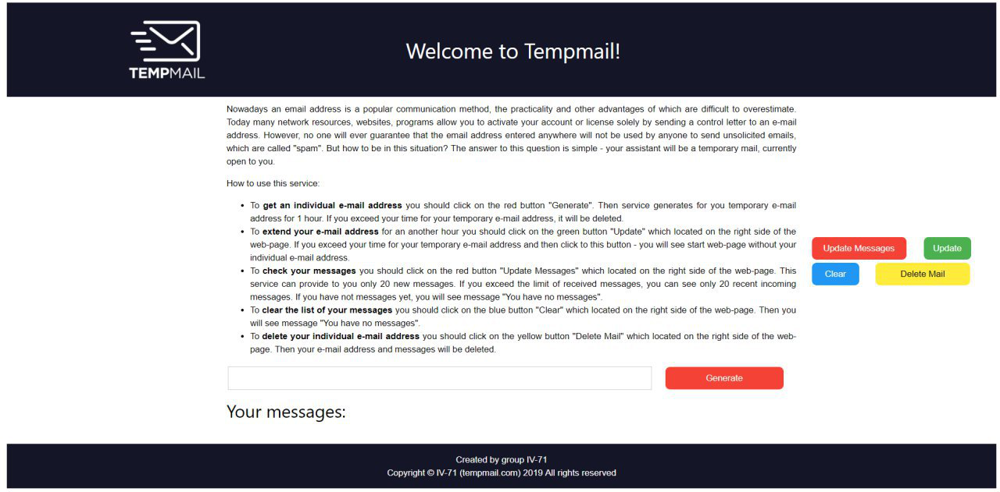 TEMPMAIL
Welcome to Tempmail!
Nowadays an email address is a popular communication method, the practicality and other advantages of which are difficult to overestimate.
Today many network resources, websites, programs allow you to activate your account or license solely by sending a control letter to an e-mail
address. However, no one will ever guarantee that the email address entered anywhere will not be used by anyone to send unsolicited emails,
which are called "spam". But how to be in this situation? The answer to this question is simple - your assistant will be a temporary mail, currently
open to you.
How to use this service:
• To get an individual e-mail address you should click on the red button "Generate". Then service generates for you temporary e-mail
address for 1 hour. If you exceed your time for your temporary e-mail address, it will be deleted.
• To extend your e-mail address for an another hour you should click on the green button "Update" which located on the right side of the
web-page. If you exceed your time for your temporary e-mail address and then click to this button - you will see start web-page without your
individual e-mail address.
• To check your messages you should click on the red button "Update Messages" which located on the right side of the web-page. This
service can provide to you only 20 new messages. If you exceed the limit of received messages, you can see only 20 recent incoming
messages. If you have not messages yet, you will see message "You have no messages".
• To clear the list of your messages you should click on the blue button "Clear" which located on the right side of the web-page. Then you
will see message "You have no messages".
• To delete your individual e-mail address you should click on the yellow button "Delete Mail" which located on the right side of the web-
page. Then your e-mail address and messages will be deleted.
Update Messages
Update
Clear
Delete Mail
Generate
Your messages:
Created by group IV-71
Copyright © IV-71 (tempmail.com) 2019 All rights reserved